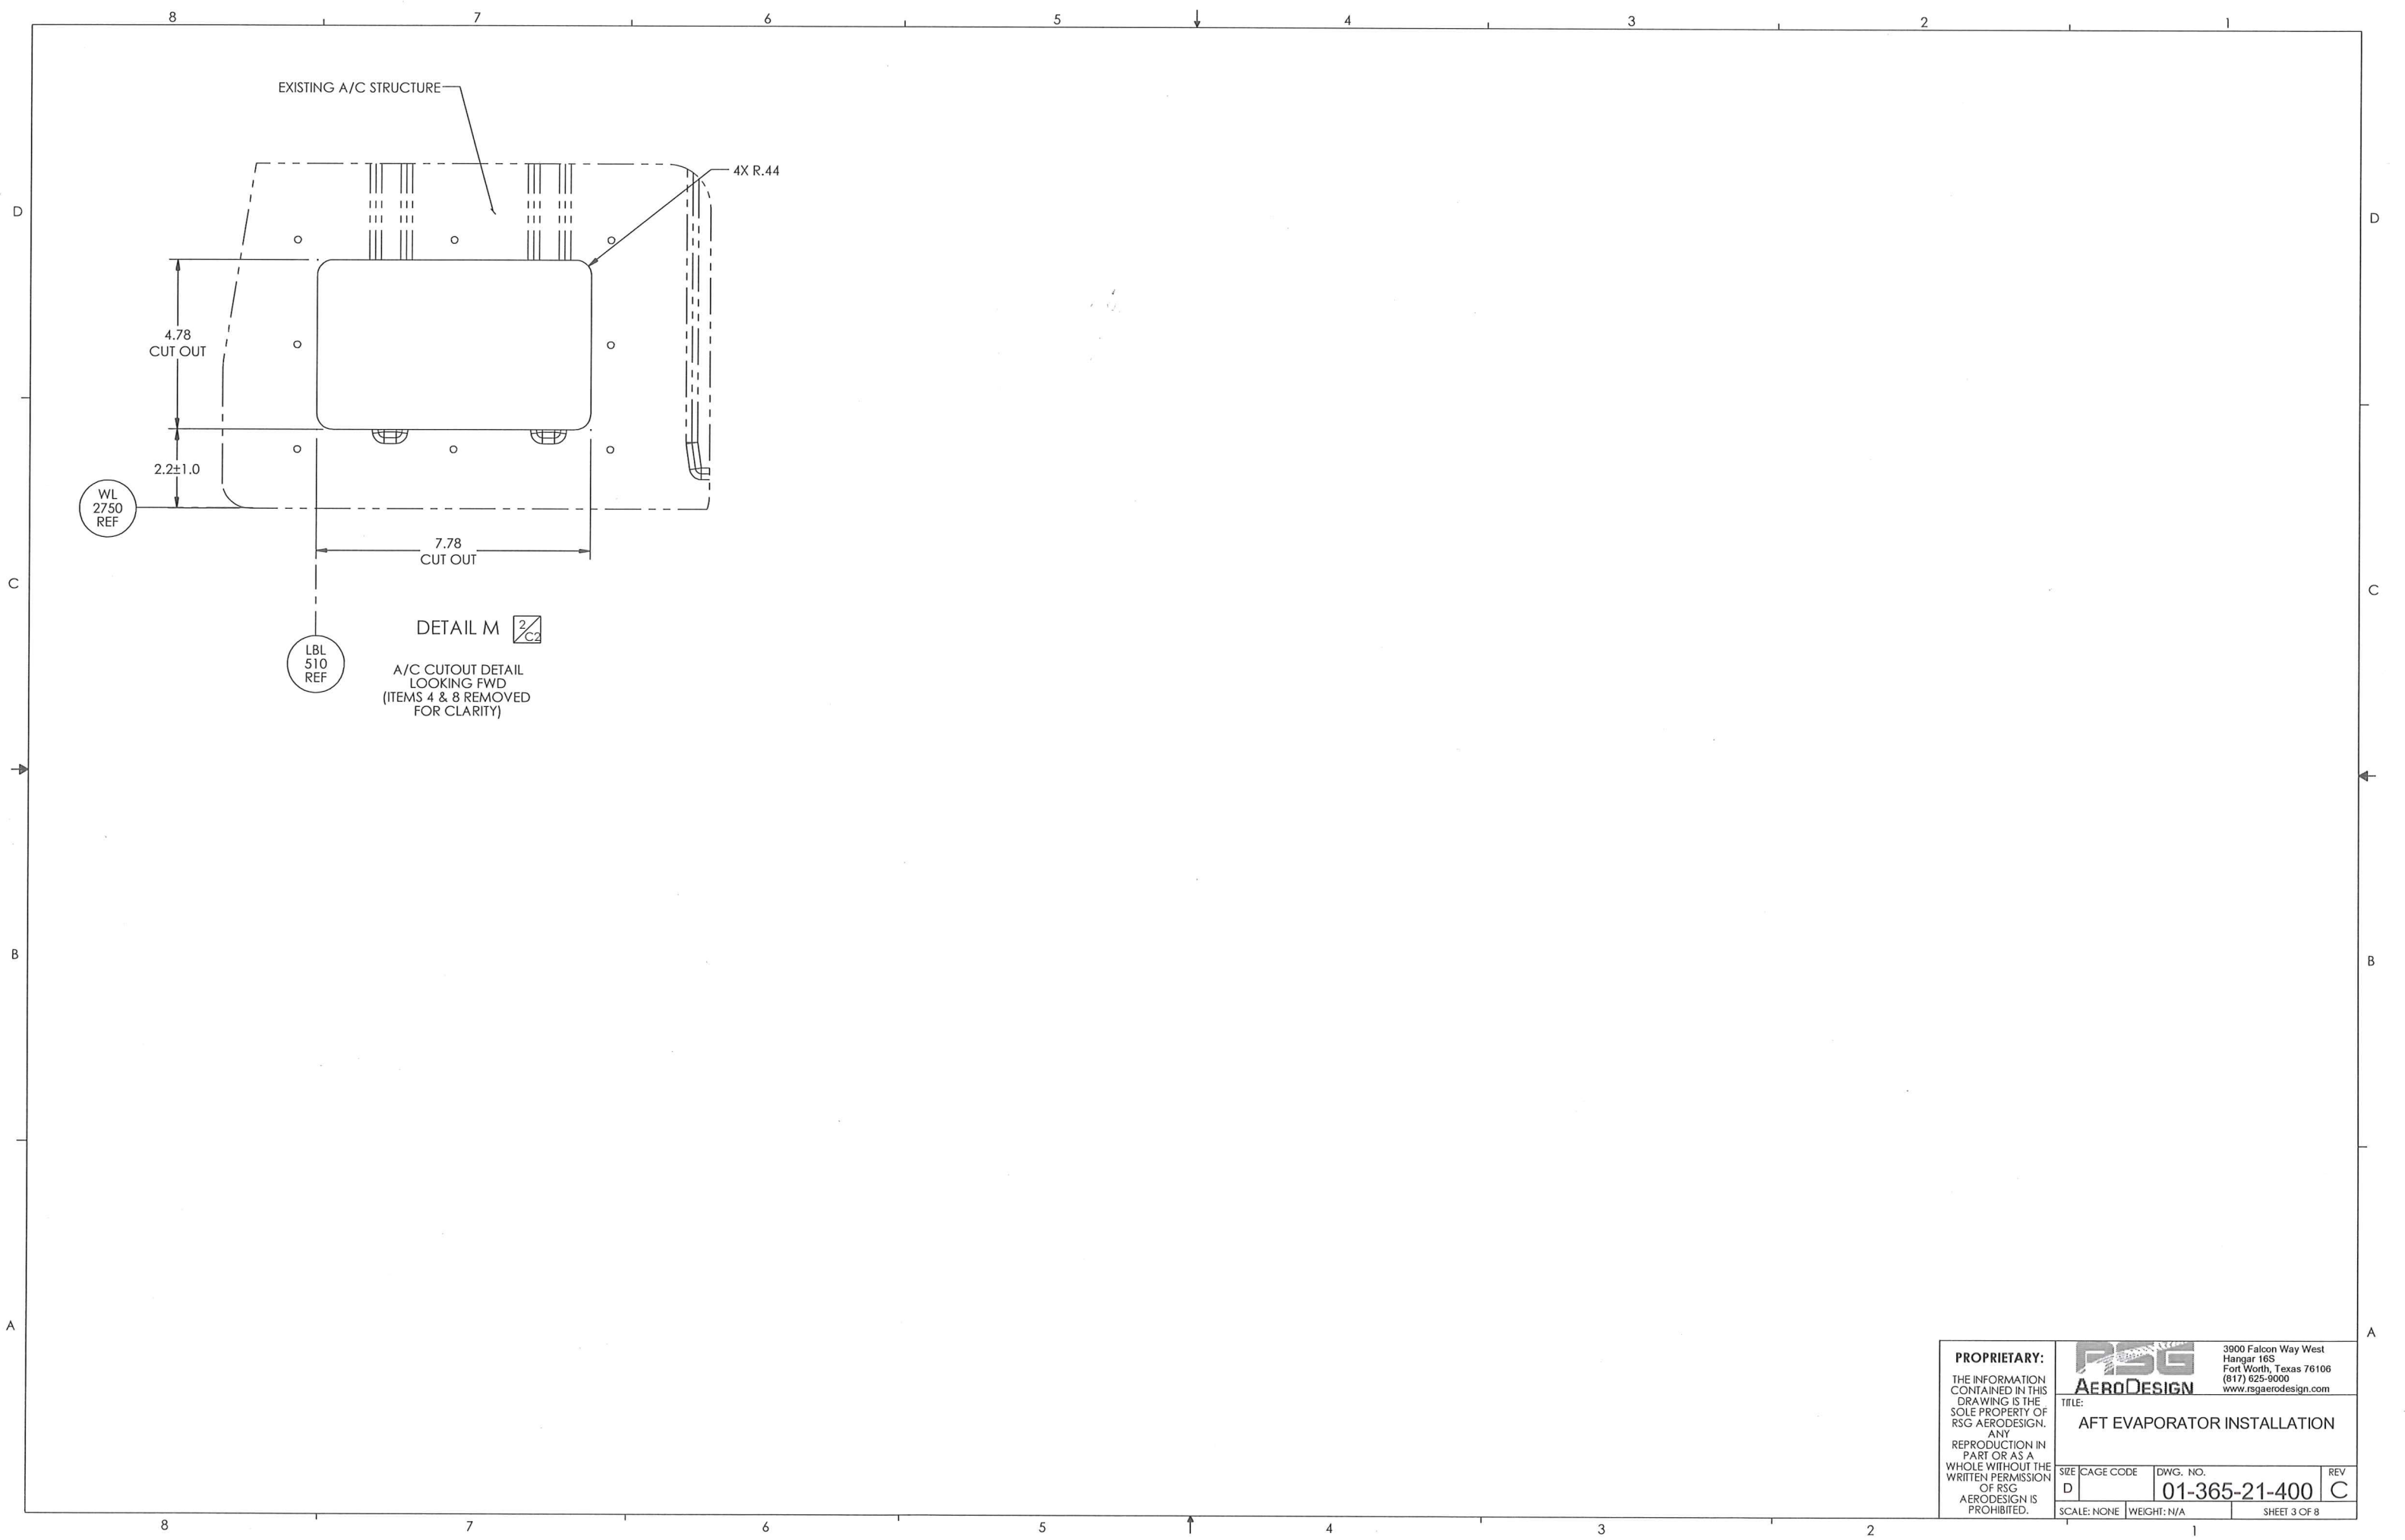 8 7 6 5 4 3 2 1
EXISTING A/C STRUCTURE
4X R.44
D
D
4.78
CUT OUT
2.2±1.0
WL
2750
REF
7.78
CUT OUT
C
C
DETAIL M 2/C2
LBL
510
REF
A/C CUTOUT DETAIL
LOOKING FWD
(ITEMS 4 & 8 REMOVED
FOR CLARITY)
B
B
A
A
PROPRIETARY:
THE INFORMATION
CONTAINED IN THIS
DRAWING IS THE
SOLE PROPERTY OF
RSG AERODESIGN.
ANY
REPRODUCTION IN
PART OR AS A
WHOLE WITHOUT THE
WRITTEN PERMISSION
OF RSG
AERODESIGN IS
PROHIBITED.
RSG
AERODESIGN
3900 Falcon Way West
Hangar 16S
Fort Worth, Texas 76106
(817) 625-9000
www.rsgaerodesign.com
TITLE:
AFT EVAPORATOR INSTALLATION
SIZE CAGE CODE DWG. NO. REV
D 01-365-21-400 C
SCALE: NONE WEIGHT: N/A SHEET 3 OF 8
8 7 6 5 4 3 2 1